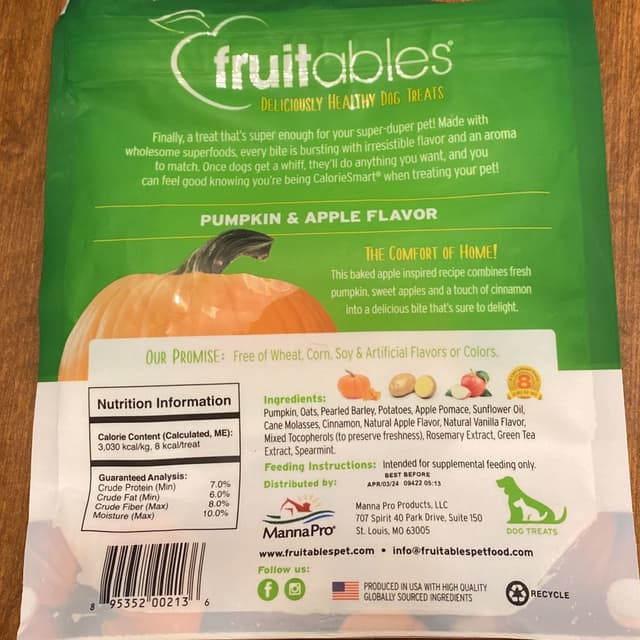 fruitables®
DELICIOUSLY HEALTHY DOG TREATS
Finally, a treat that's super enough for your super-duper pet! Made with
wholesome superfoods, every bite is bursting with irresistible flavor and an aroma
to match. Once dogs get a whiff, they'll do anything you want, and you
can feel good knowing you're being CalorieSmart® when treating your pet!
PUMPKIN & APPLE FLAVOR
THE COMFORT OF HOME!
This baked apple inspired recipe combines fresh
pumpkin, sweet apples and a touch of cinnamon
into a delicious bite that's sure to delight.
OUR PROMISE: Free of Wheat, Corn, Soy & Artificial Flavors or Colors.
Nutrition Information
Calorie Content (Calculated, ME):
3,030 kcal/kg, 8 kcal/treat
Guaranteed Analysis:
Crude Protein (Min) 7.0%
Crude Fat (Min) 6.0%
Crude Fiber (Max) 8.0%
Moisture (Max) 10.0%
8
Ingredients:
Pumpkin, Oats, Pearled Barley, Potatoes, Apple Pomace, Sunflower Oil,
Cane Molasses, Cinnamon, Natural Apple Flavor, Natural Vanilla Flavor,
Mixed Tocopherols (to preserve freshness), Rosemary Extract, Green Tea
Extract, Spearmint.
Feeding Instructions: Intended for supplemental feeding only.
Distributed by:
BEST BEFORE
APR/03/24 09422 05:13
MannaPro®
Manna Pro Products, LLC
707 Spirit 40 Park Drive, Suite 150
St. Louis, MO 63005
DOG TREATS
www.fruitablespet.com • info@fruitablespetfood.com
Follow us:
f
PRODUCED IN USA WITH HIGH QUALITY
GLOBALLY SOURCED INGREDIENTS
RECYCLE
8 95352 00213 6